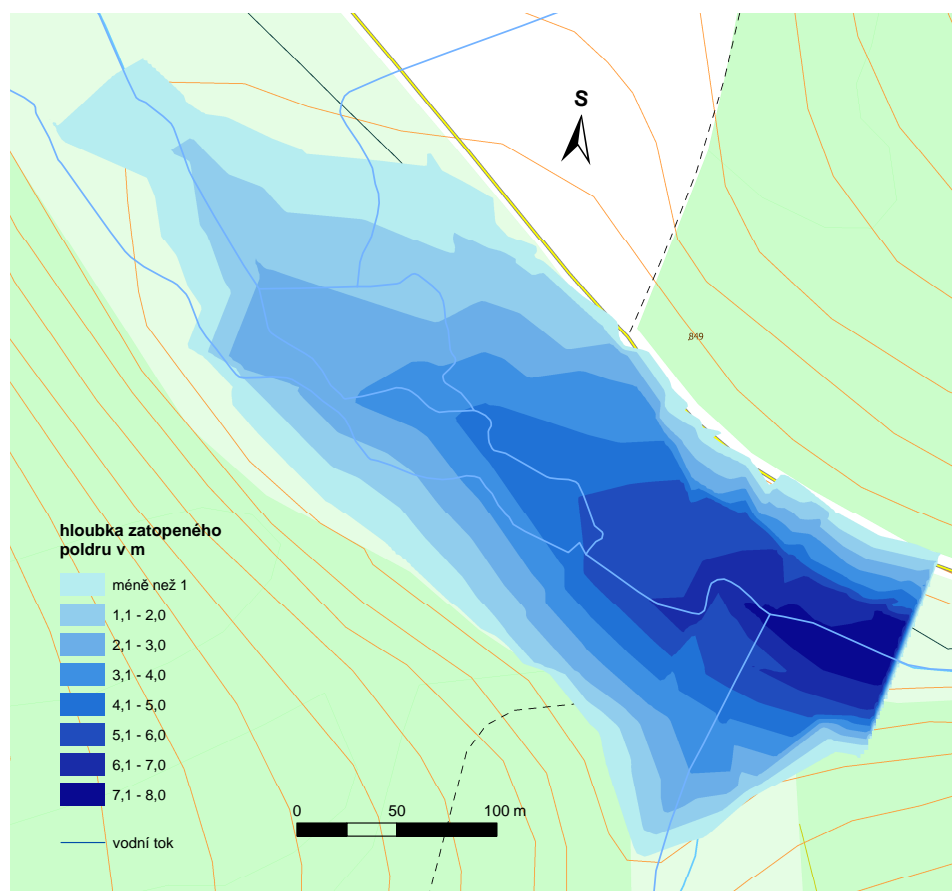 S
849
hloubka zatopeného
poldru v m
méně než 1
1,1 - 2,0
2,1 - 3,0
3,1 - 4,0
4,1 - 5,0
5,1 - 6,0
6,1 - 7,0
7,1 - 8,0
vodní tok
0 50 100 m